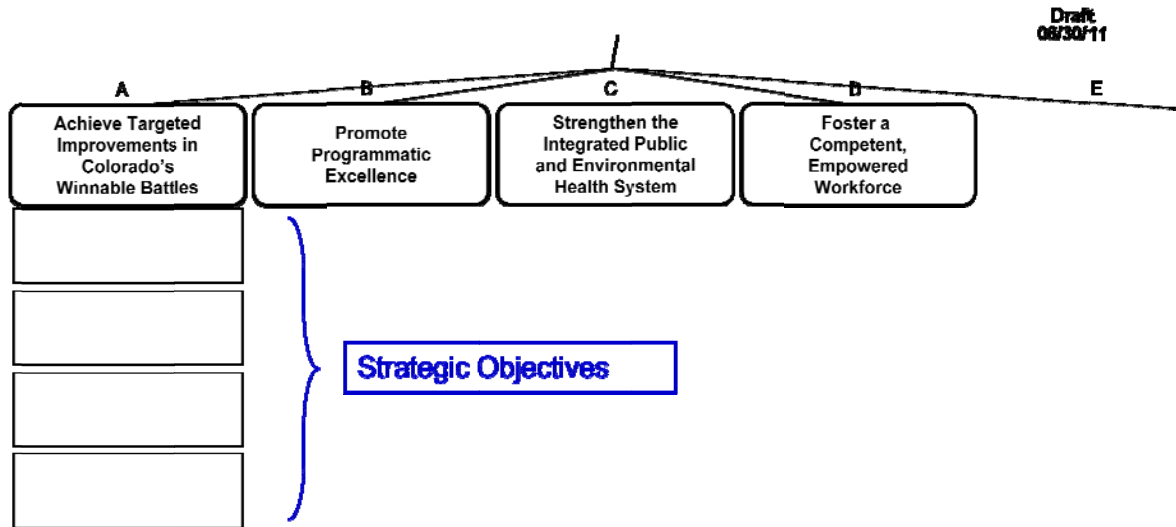 Draft
06/30/11
A
B
C
D
E
Achieve Targeted
Improvements in
Colorado's
Winnable Battles
Promote
Programmatic
Excellence
Strengthen the
Integrated Public
and Environmental
Health System
Foster a
Competent,
Empowered
Workforce
Strategic Objectives